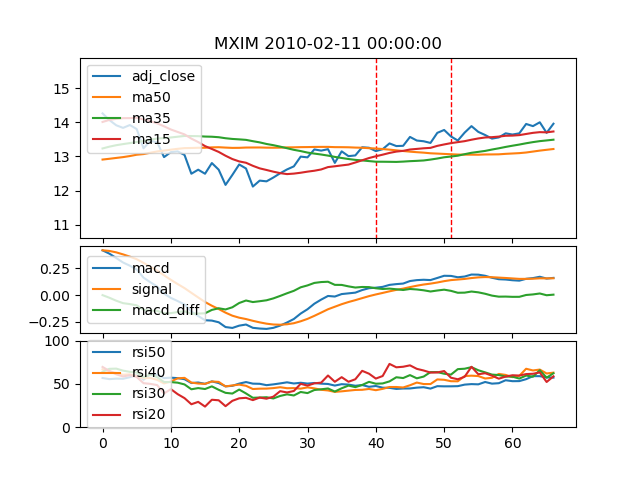 MXIM 2010-02-11 00:00:00
15
14
13
12
11
adj_close
ma50
ma35
ma15
0.25
0.00
−0.25
macd
signal
macd_diff
100
50
0
rsi50
rsi40
rsi30
rsi20
0 10 20 30 40 50 60